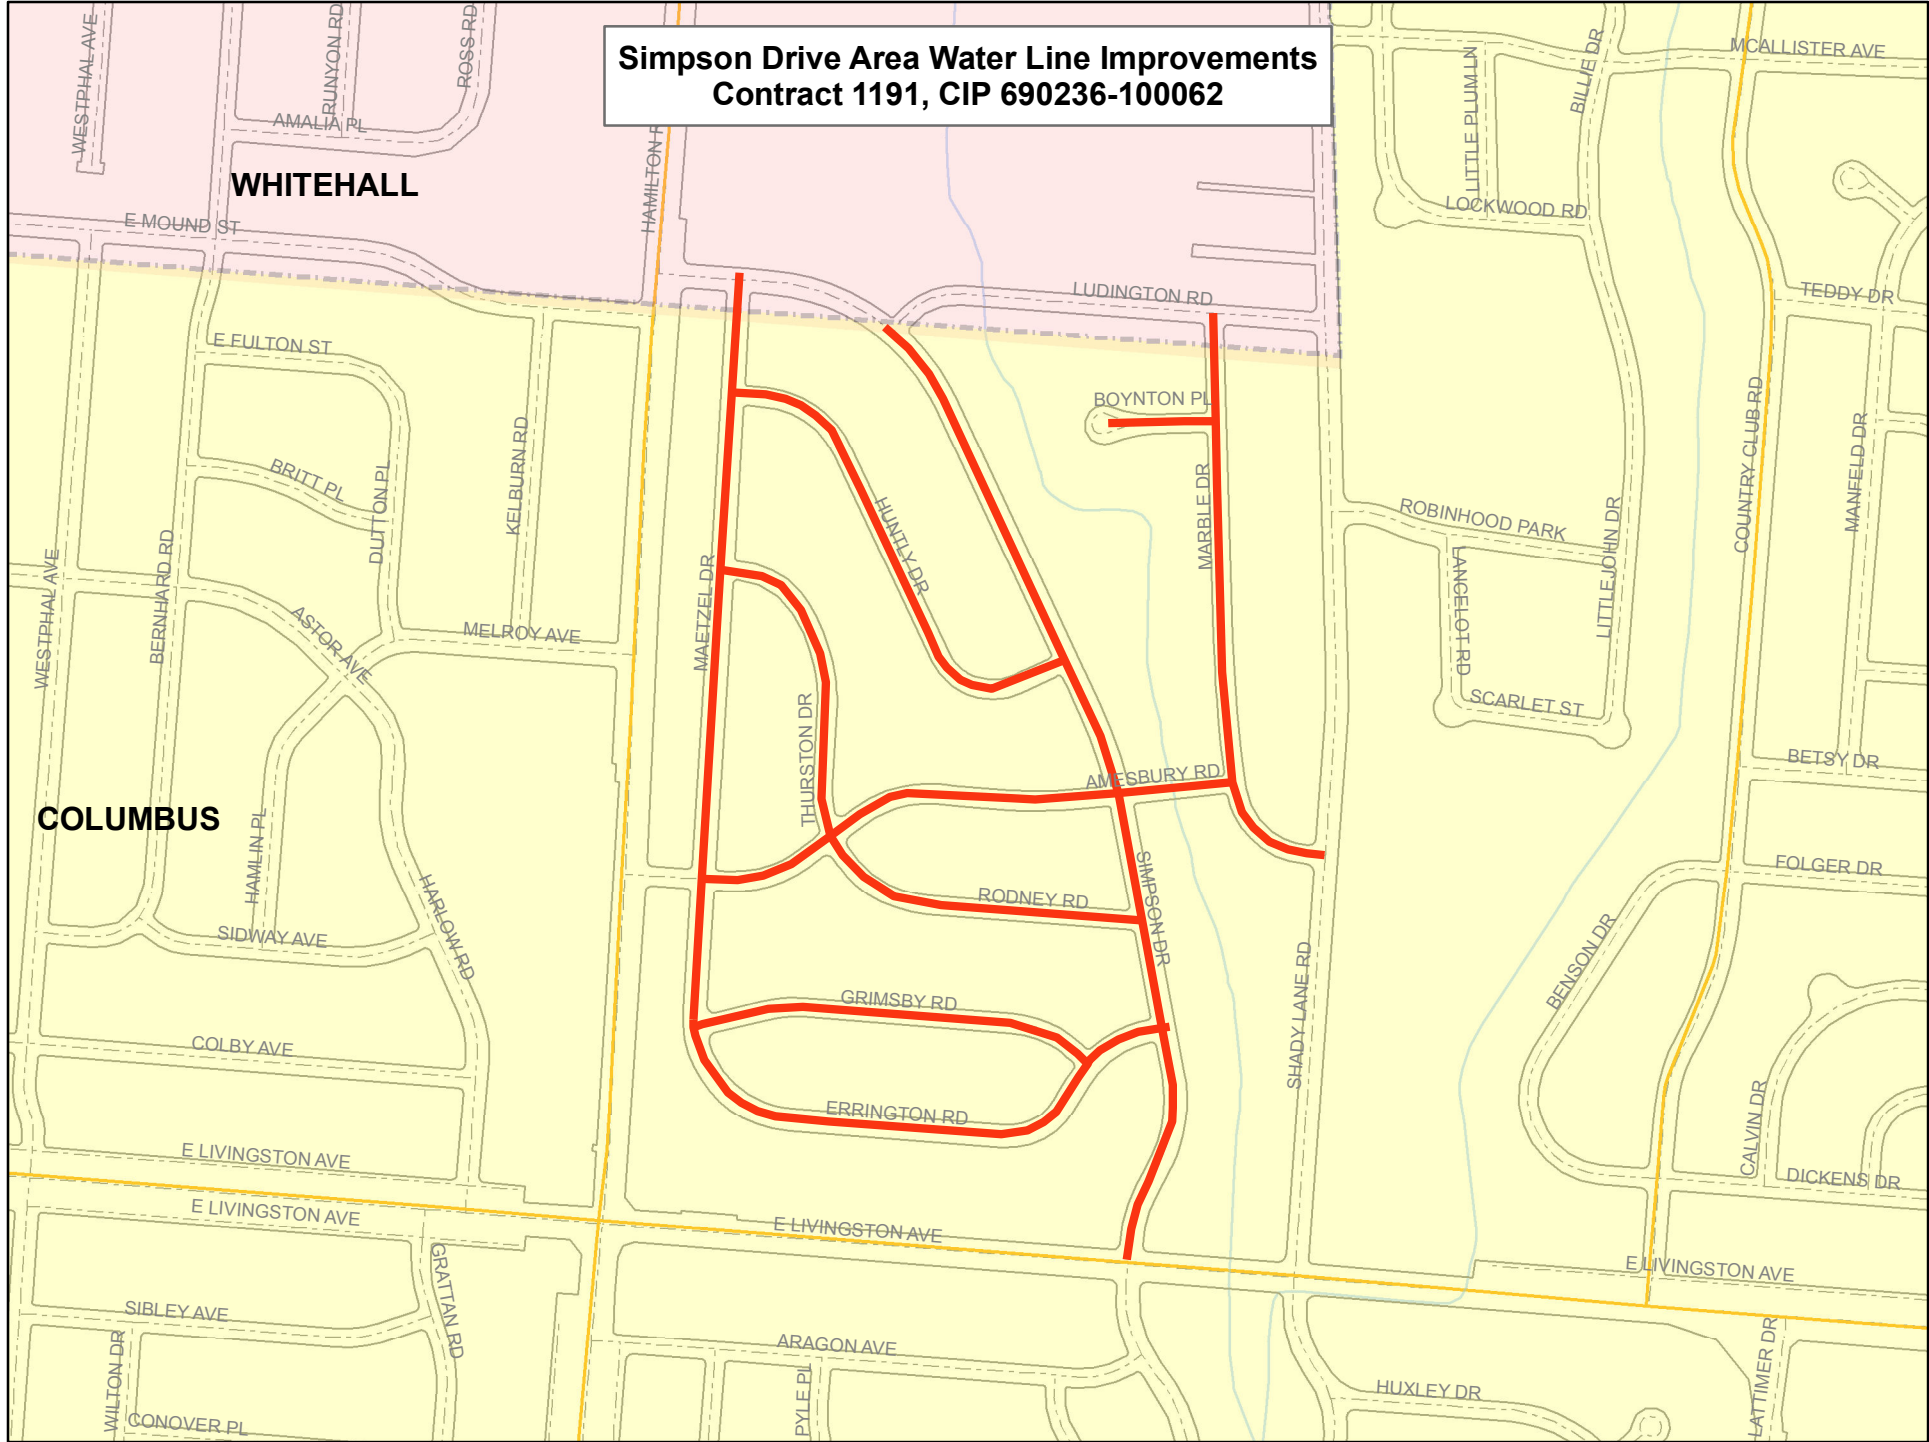 Simpson Drive Area Water Line Improvements
Contract 1191, CIP 690236-100062
WESTPHAL AVE
RUNYON RD
ROSS RD
AMALIA PL
WHITEHALL
E MOUND ST
HAMILTON R
LITTLE PLUM LN
BILLIE DR
MCALLISTER AVE
LOCKWOOD RD
LUDINGTON RD
TEDDY DR
E FULTON ST
BRITT PL
DUTTON PL
KELBURN RD
BOYNTON PL
COUNTRY CLUB RD
MANFELD DR
HUNTLY DR
MARBLE DR
ROBINHOOD PARK
LANCELOT RD
LITTLEJOHN DR
WESTPHAL AVE
BERNHARD RD
ASTOR AVE
MELROY AVE
MAETZEL DR
SCARLET ST
THURSTON DR
AMESBURY RD
BETSY DR
COLUMBUS
HAMLIN PL
HARLOW RD
RODNEY RD
SIMPSON DR
FOLGER DR
SIDWAY AVE
BENSON DR
GRIMSBY RD
SHADY LANE RD
COLBY AVE
ERRINGTON RD
CALVIN DR
DICKENS DR
E LIVINGSTON AVE
E LIVINGSTON AVE
E LIVINGSTON AVE
E LIVINGSTON AVE
GRATTAN RD
SIBLEY AVE
WILTON DR
ARAGON AVE
PYLE PL
HUXLEY DR
LATTIMER DR
CONOVER PL